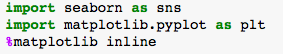 import seaborn as sns
import matplotlib.pyplot as plt
%matplotlib inline